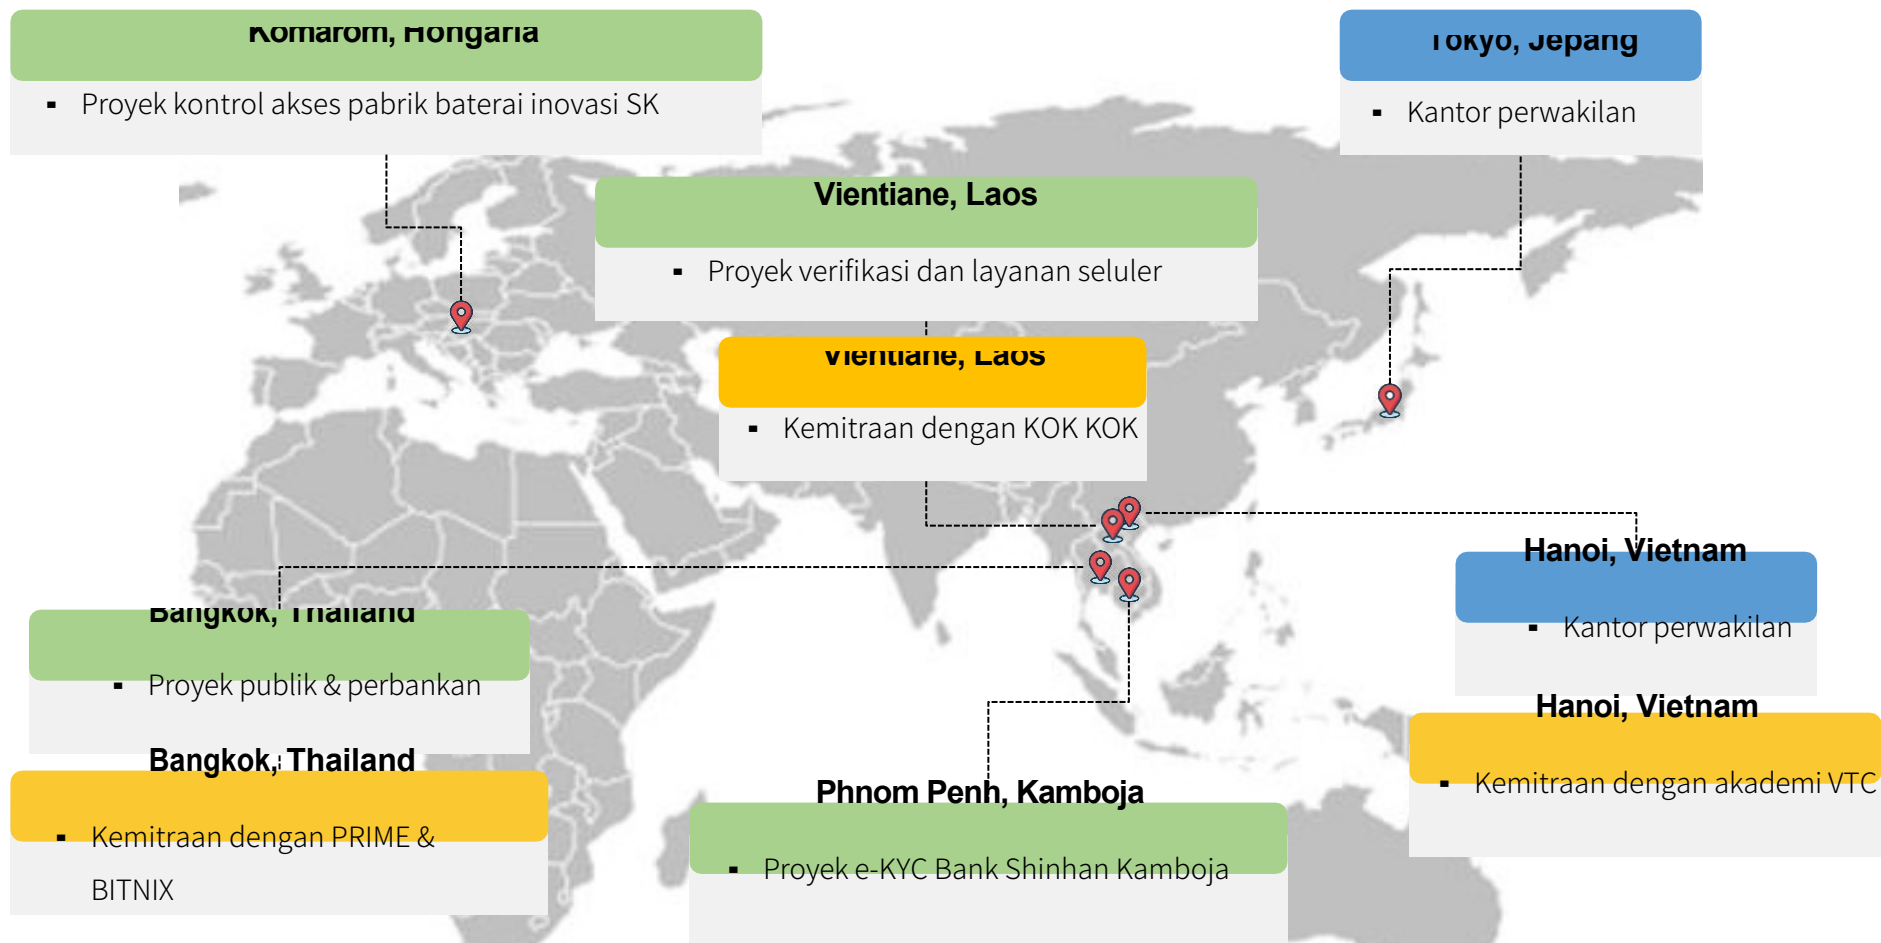 Komarom, Hongaria
▪ Proyek kontrol akses pabrik baterai inovasi SK
Tokyo, Jepang
▪ Kantor perwakilan
Vientiane, Laos
▪ Proyek verifikasi dan layanan seluler
Vientiane, Laos
▪ Kemitraan dengan KOK KOK
Hanoi, Vietnam
▪ Kantor perwakilan
Hanoi, Vietnam
▪ Kemitraan dengan akademi VTC
Bangkok, Thailand
▪ Proyek publik & perbankan
Bangkok, Thailand
▪ Kemitraan dengan PRIME &
BITNIX
Phnom Penh, Kamboja
▪ Proyek e-KYC Bank Shinhan Kamboja